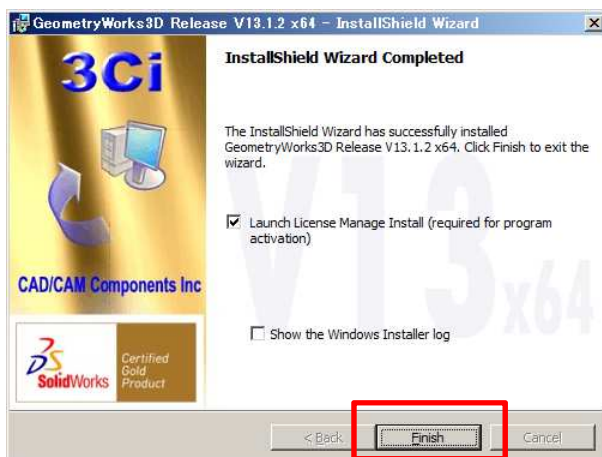 GeometryWorks3D Release V13.1.2 x64 - InstallShield Wizard
3Ci
InstallShield Wizard Completed
The InstallShield Wizard has successfully installed
GeometryWorks3D Release V13.1.2 x64. Click Finish to exit the
wizard.
Launch License Manage Install (required for program
activation)
V13 x64
CAD/CAM Components Inc
Show the Windows Installer log
SolidWorks
Certified
Gold
Product
< Back
Finish
Cancel